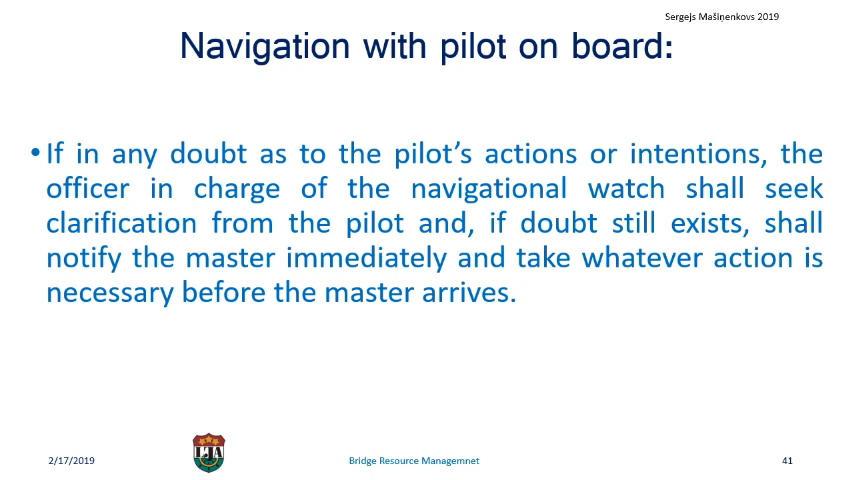 Sergejs Mašiņenkovs 2019
Navigation with pilot on board:
• If in any doubt as to the pilot's actions or intentions, the
officer in charge of the navigational watch shall seek
clarification from the pilot and, if doubt still exists, shall
notify the master immediately and take whatever action is
necessary before the master arrives.
2/17/2019
LJA
Bridge Resource Managemnet
41